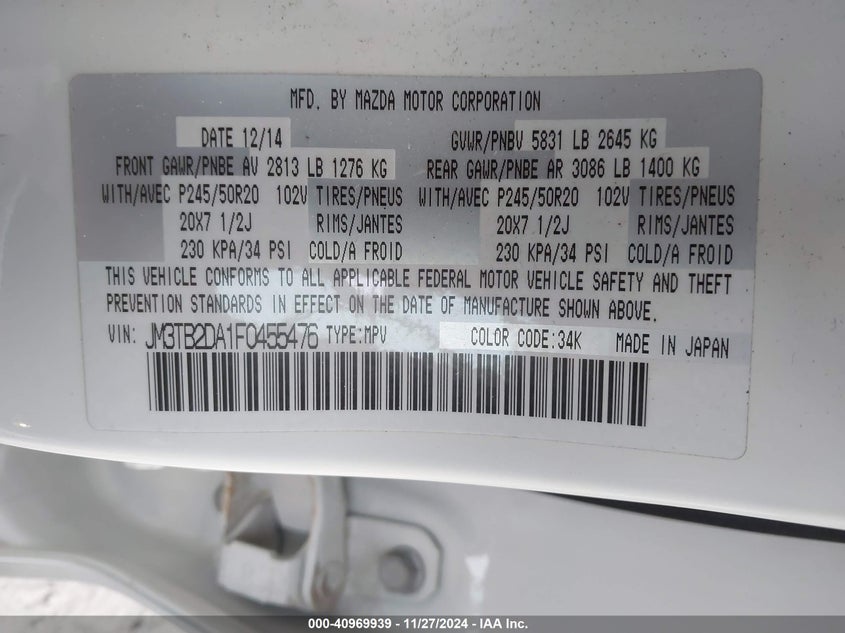 MFD. BY MAZDA MOTOR CORPORATION
DATE 12/14 GVWR/PNBV 5831 LB 2645 KG
FRONT GAWR/PNBE AV 2813 LB 1276 KG REAR GAWR/PNBE AR 3086 LB 1400 KG
WITH/AVEC P245/50R20 102V TIRES/PNEUS WITH/AVEC P245/50R20 102V TIRES/PNEUS
20X7 1/2J RIMS/JANTES 20X7 1/2J RIMS/JANTES
230 KPA/34 PSI COLD/A FROID 230 KPA/34 PSI COLD/A FROID
THIS VEHICLE CONFORMS TO ALL APPLICABLE FEDERAL MOTOR VEHICLE SAFETY AND THEFT
PREVENTION STANDARDS IN EFFECT ON THE DATE OF MANUFACTURE SHOWN ABOVE.
VIN: JM3TB2DA1F0455476 TYPE:MPV COLOR CODE:34K MADE IN JAPAN
000-40969939 - 11/27/2024 - IAA Inc.